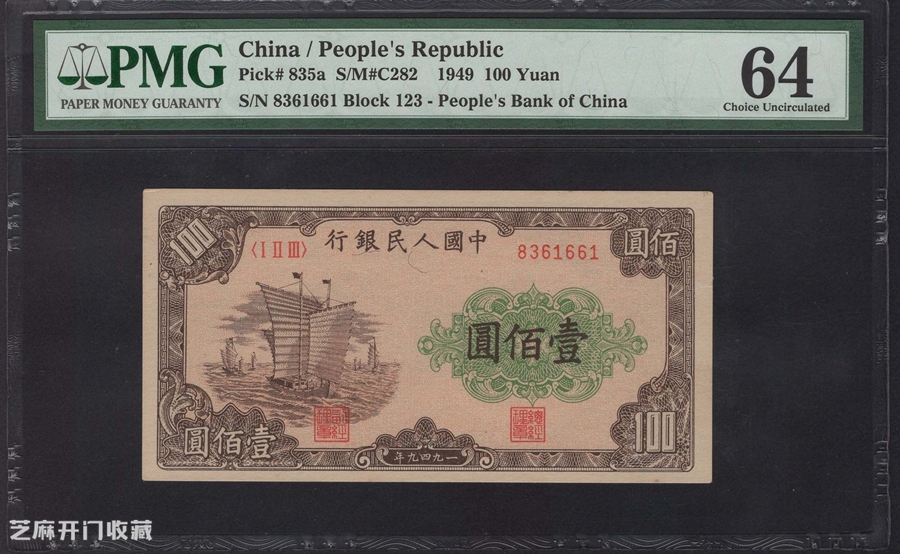 PMG
PAPER MONEY GUARANTY
China / People's Republic
Pick# 835a S/M#C282 1949 100 Yuan
S/N 8361661 Block 123 - People's Bank of China
64
Choice Uncirculated
100
〈I II III〉
行銀民人國中
8361661
圓佰
圓佰壹
圓佰壹
年九四九一
100
芝麻开门收藏